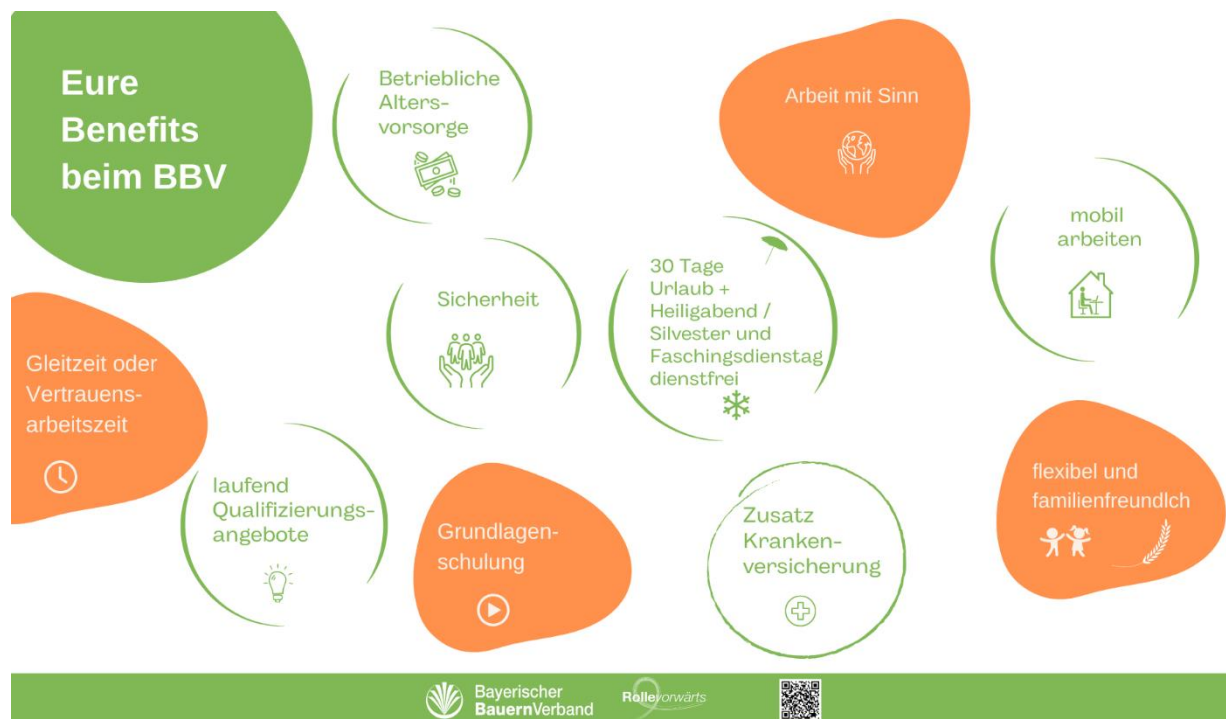 Eure
Benefits
beim BBV
Betriebliche
Alters-
vorsorge
Arbeit mit Sinn
mobil
arbeiten
Sicherheit
30 Tage
Urlaub +
Heiligabend /
Silvester und
Faschingsdienstag
dienstfrei
Gleitzeit oder
Vertrauens-
arbeitszeit
laufend
Qualifizierungs-
angebote
Grundlagen-
schulung
Zusatz
Kranken-
versicherung
flexibel und
familienfreundlch
Bayerischer
BauernVerband
Rollevorwärts